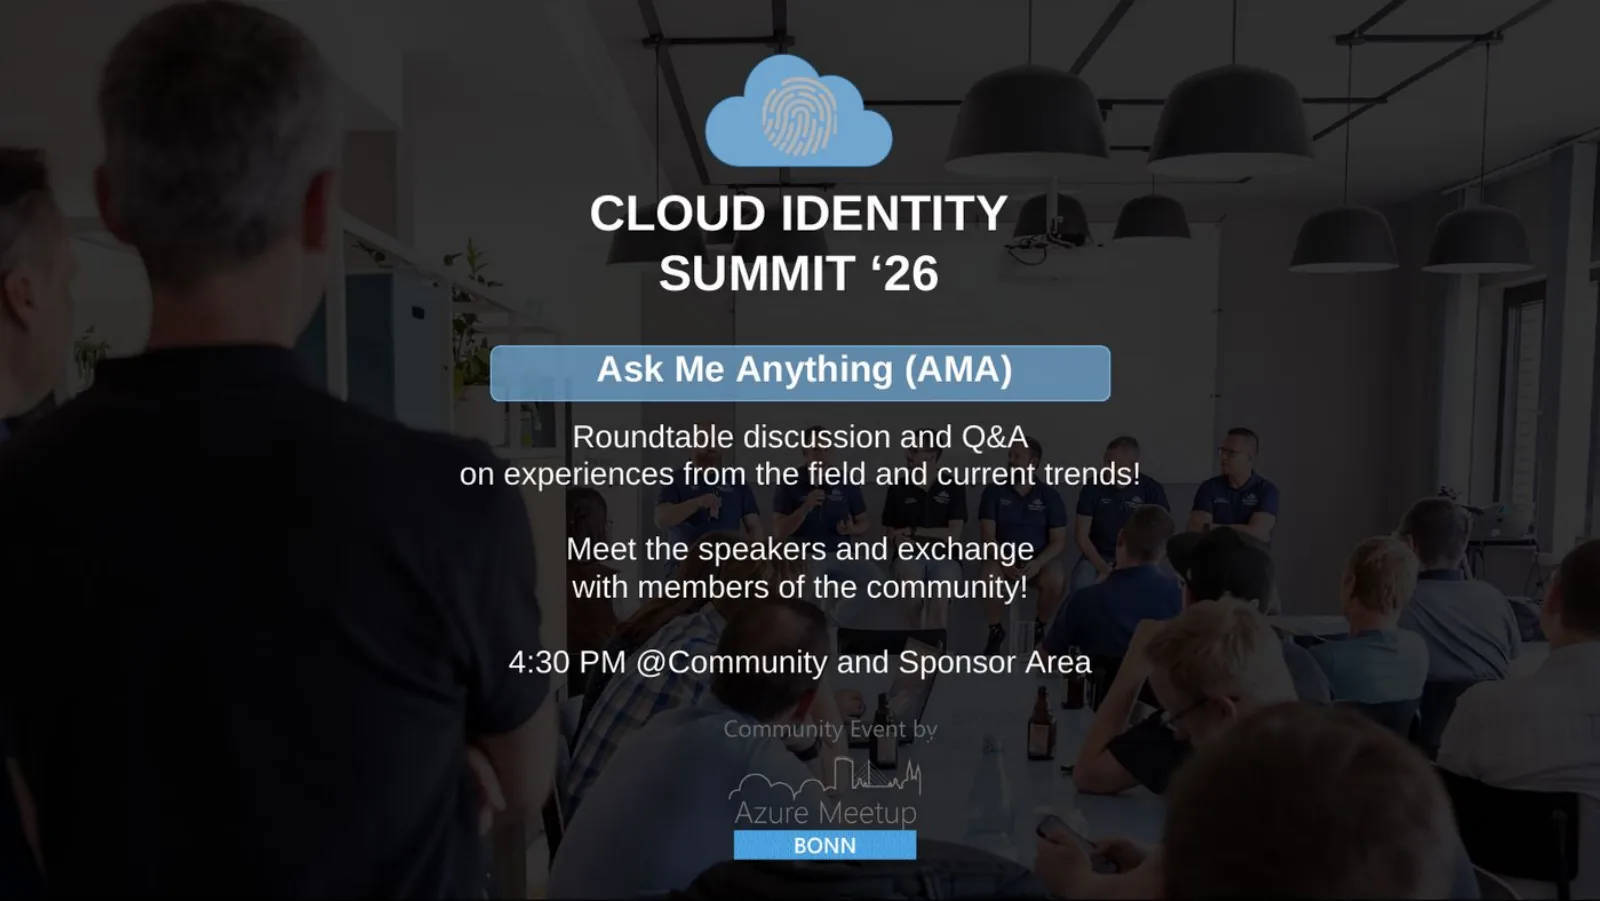 CLOUD IDENTITY
SUMMIT ‘26
Ask Me Anything (AMA)
Roundtable discussion and Q&A
on experiences from the field and current trends!
Meet the speakers and exchange
with members of the community!
4:30 PM @Community and Sponsor Area
Community Event by
Azure Meetup
BONN